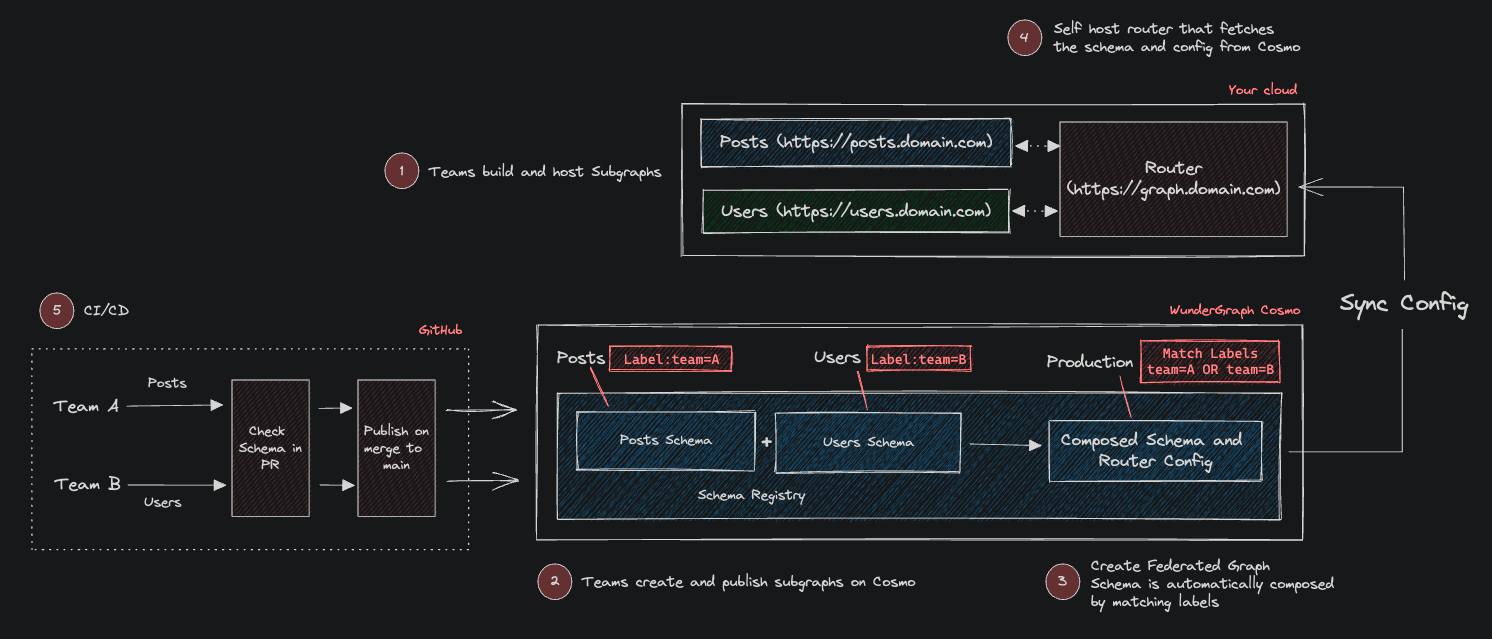 4
Self host router that fetches
the schema and config from Cosmo
Your cloud
Posts (https://posts.domain.com)
Users (https://users.domain.com)
Router
(https://graph.domain.com)
1
Teams build and host Subgraphs
Sync Config
5
CI/CD
GitHub
Team A
Posts
Team B
Users
Check
Schema in
PR
Publish on
merge to
main
WunderGraph Cosmo
Posts
Label:team=A
Users
Label:team=B
Production
Match Labels
team=A OR team=B
Posts Schema
+
Users Schema
Composed Schema and
Router Config
Schema Registry
2
Teams create and publish subgraphs on Cosmo
3
Create Federated Graph
Schema is automatically composed
by matching labels